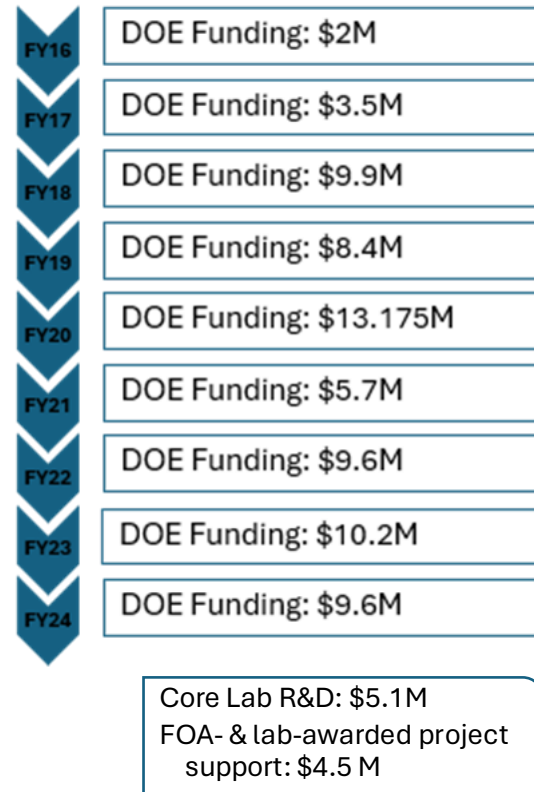 FY16
DOE Funding: $2M
FY17
DOE Funding: $3.5M
FY18
DOE Funding: $9.9M
FY19
DOE Funding: $8.4M
FY20
DOE Funding: $13.175M
FY21
DOE Funding: $5.7M
FY22
DOE Funding: $9.6M
FY23
DOE Funding: $10.2M
FY24
DOE Funding: $9.6M
Core Lab R&D: $5.1M
FOA- & lab-awarded project
support: $4.5 M